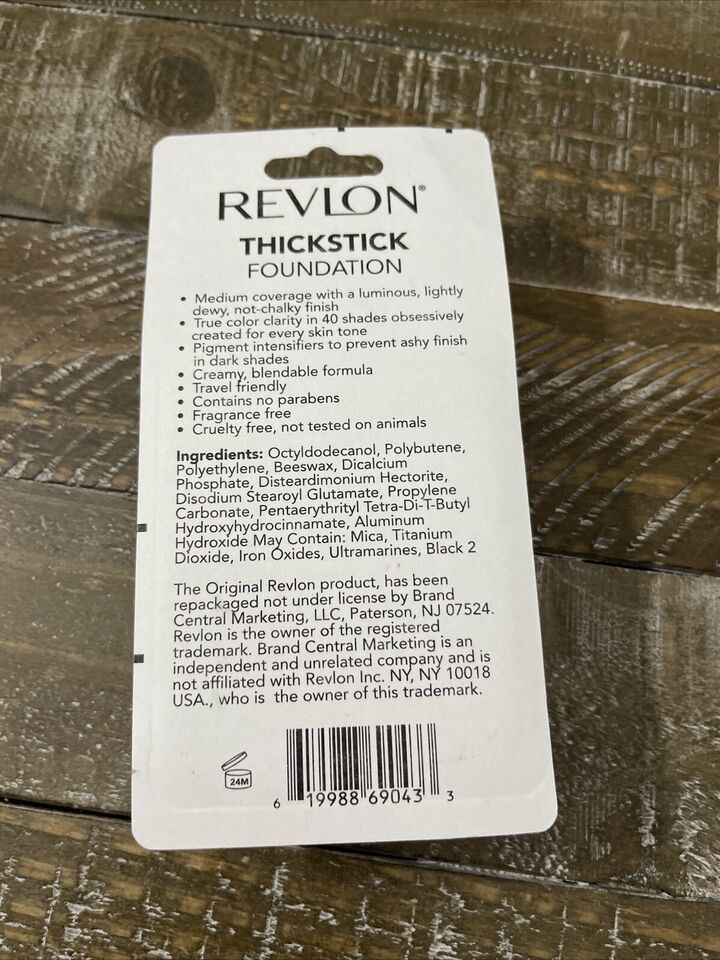 REVLON®
THICKSTICK
FOUNDATION
• Medium coverage with a luminous, lightly
dewy, not-chalky finish
• True color clarity in 40 shades obsessively
created for every skin tone
• Pigment intensifiers to prevent ashy finish
in dark shades
• Creamy, blendable formula
• Travel friendly
• Contains no parabens
• Fragrance free
• Cruelty free, not tested on animals
Ingredients: Octyldodecanol, Polybutene,
Polyethylene, Beeswax, Dicalcium
Phosphate, Disteardimonium Hectorite,
Disodium Stearoyl Glutamate, Propylene
Carbonate, Pentaerythrityl Tetra-Di-T-Butyl
Hydroxyhydrocinnamate, Aluminum
Hydroxide May Contain: Mica, Titanium
Dioxide, Iron Oxides, Ultramarines, Black 2
The Original Revlon product, has been
repackaged not under license by Brand
Central Marketing, LLC, Paterson, NJ 07524.
Revlon is the owner of the registered
trademark. Brand Central Marketing is an
independent and unrelated company and is
not affiliated with Revlon Inc. NY, NY 10018
USA., who is the owner of this trademark.
24M
6 19988 69043 3